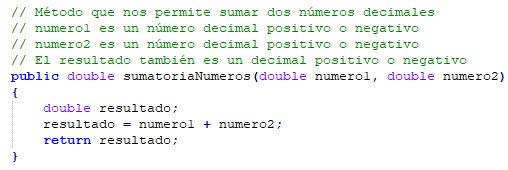 // Método que nos permite sumar dos números decimales
// numero1 es un número decimal positivo o negativo
// numero2 es un número decimal positivo o negativo
// El resultado también es un decimal positivo o negativo
public double sumatoriaNumeros(double numero1, double numero2)
{
    double resultado;
    resultado = numero1 + numero2;
    return resultado;
}